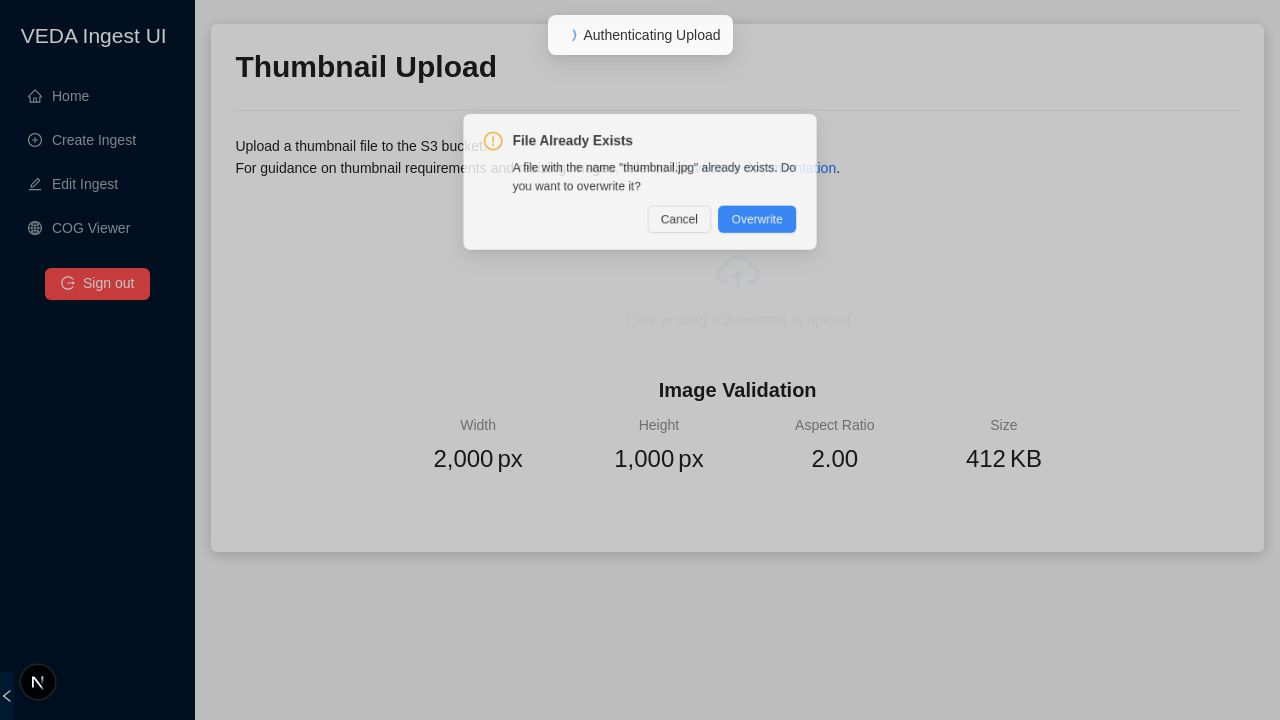 VEDA Ingest UI
Home
Create Ingest
Edit Ingest
COG Viewer
Sign out
Authenticating Upload
Thumbnail Upload
Upload a thumbnail file to the S3 bucket.
For guidance on thumbnail requirements and
File Already Exists
A file with the name "thumbnail.jpg" already exists. Do
you want to overwrite it?
Cancel
Overwrite
Click or drag a thumbnail to upload
Image Validation
Width
Height
Aspect Ratio
Size
2,000 px
1,000 px
2.00
412 KB
N